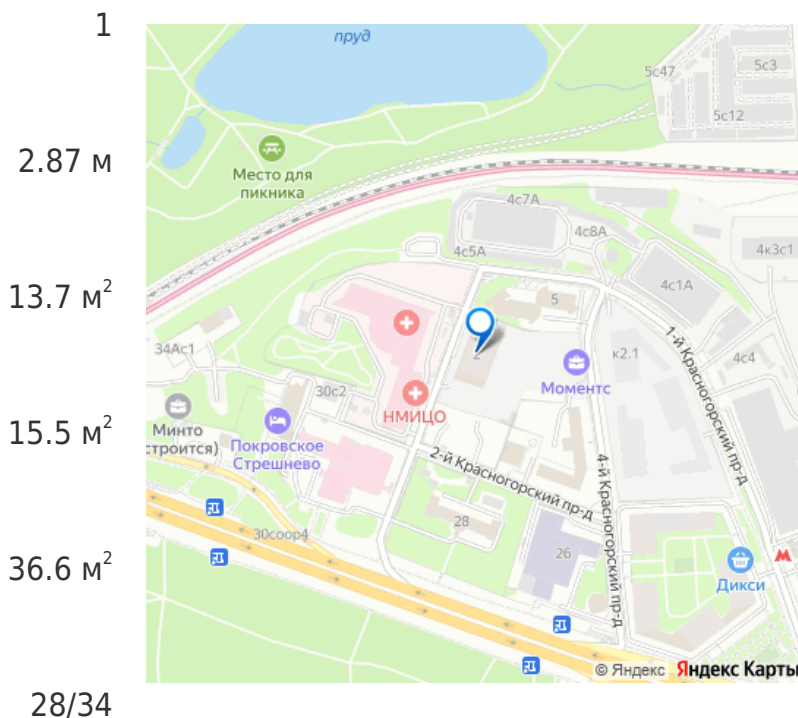 1
2.87 м
13.7 м²
15.5 м²
36.6 м²
28/34
пруд
5с47
5с3
5с12
Место для
пикника
4с7А
4с8А
4с5А
4к3с1
4с1А
5
1-й Красногорский пр-д
34Ас1
2
к2.1
4с4
Моментс
30с2
НМИЦО
Минто
строится)
Покровское
Стрешнево
2-й Красногорский пр-д
4-й Красногорский пр-д
28
26
30соор4
Дикси
© Яндекс Яндекс Карты